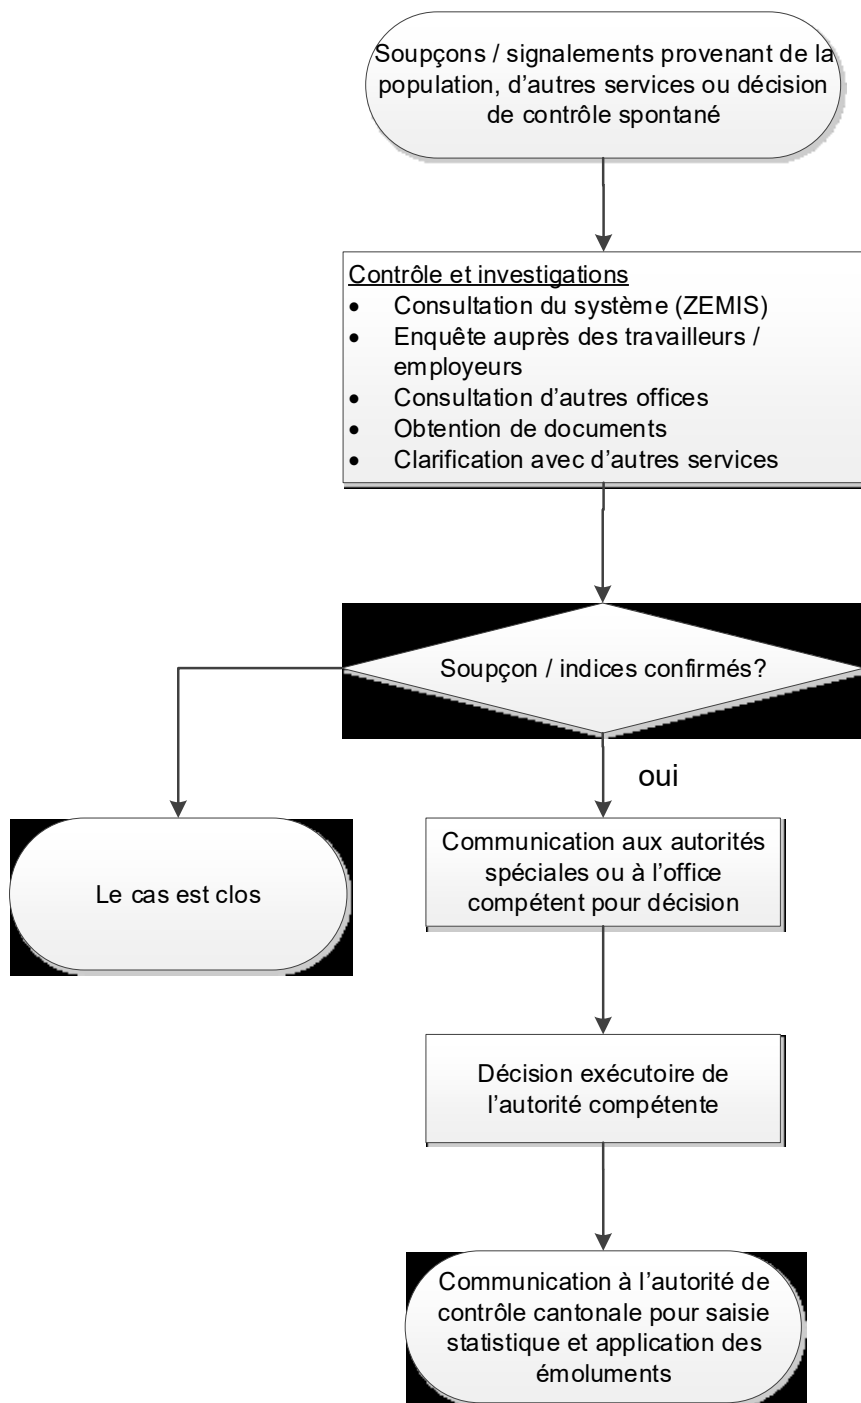 Soupçons / signalements provenant de la
population, d'autres services ou décision
de contrôle spontané
Contrôle et investigations
• Consultation du système (ZEMIS)
• Enquête auprès des travailleurs /
employeurs
• Consultation d'autres offices
• Obtention de documents
• Clarification avec d'autres services
Soupçon / indices confirmés?
oui
Le cas est clos
Communication aux autorités
spéciales ou à l'office
compétent pour décision
Décision exécutoire de
l'autorité compétente
Communication à l'autorité de
contrôle cantonale pour saisie
statistique et application des
émoluments